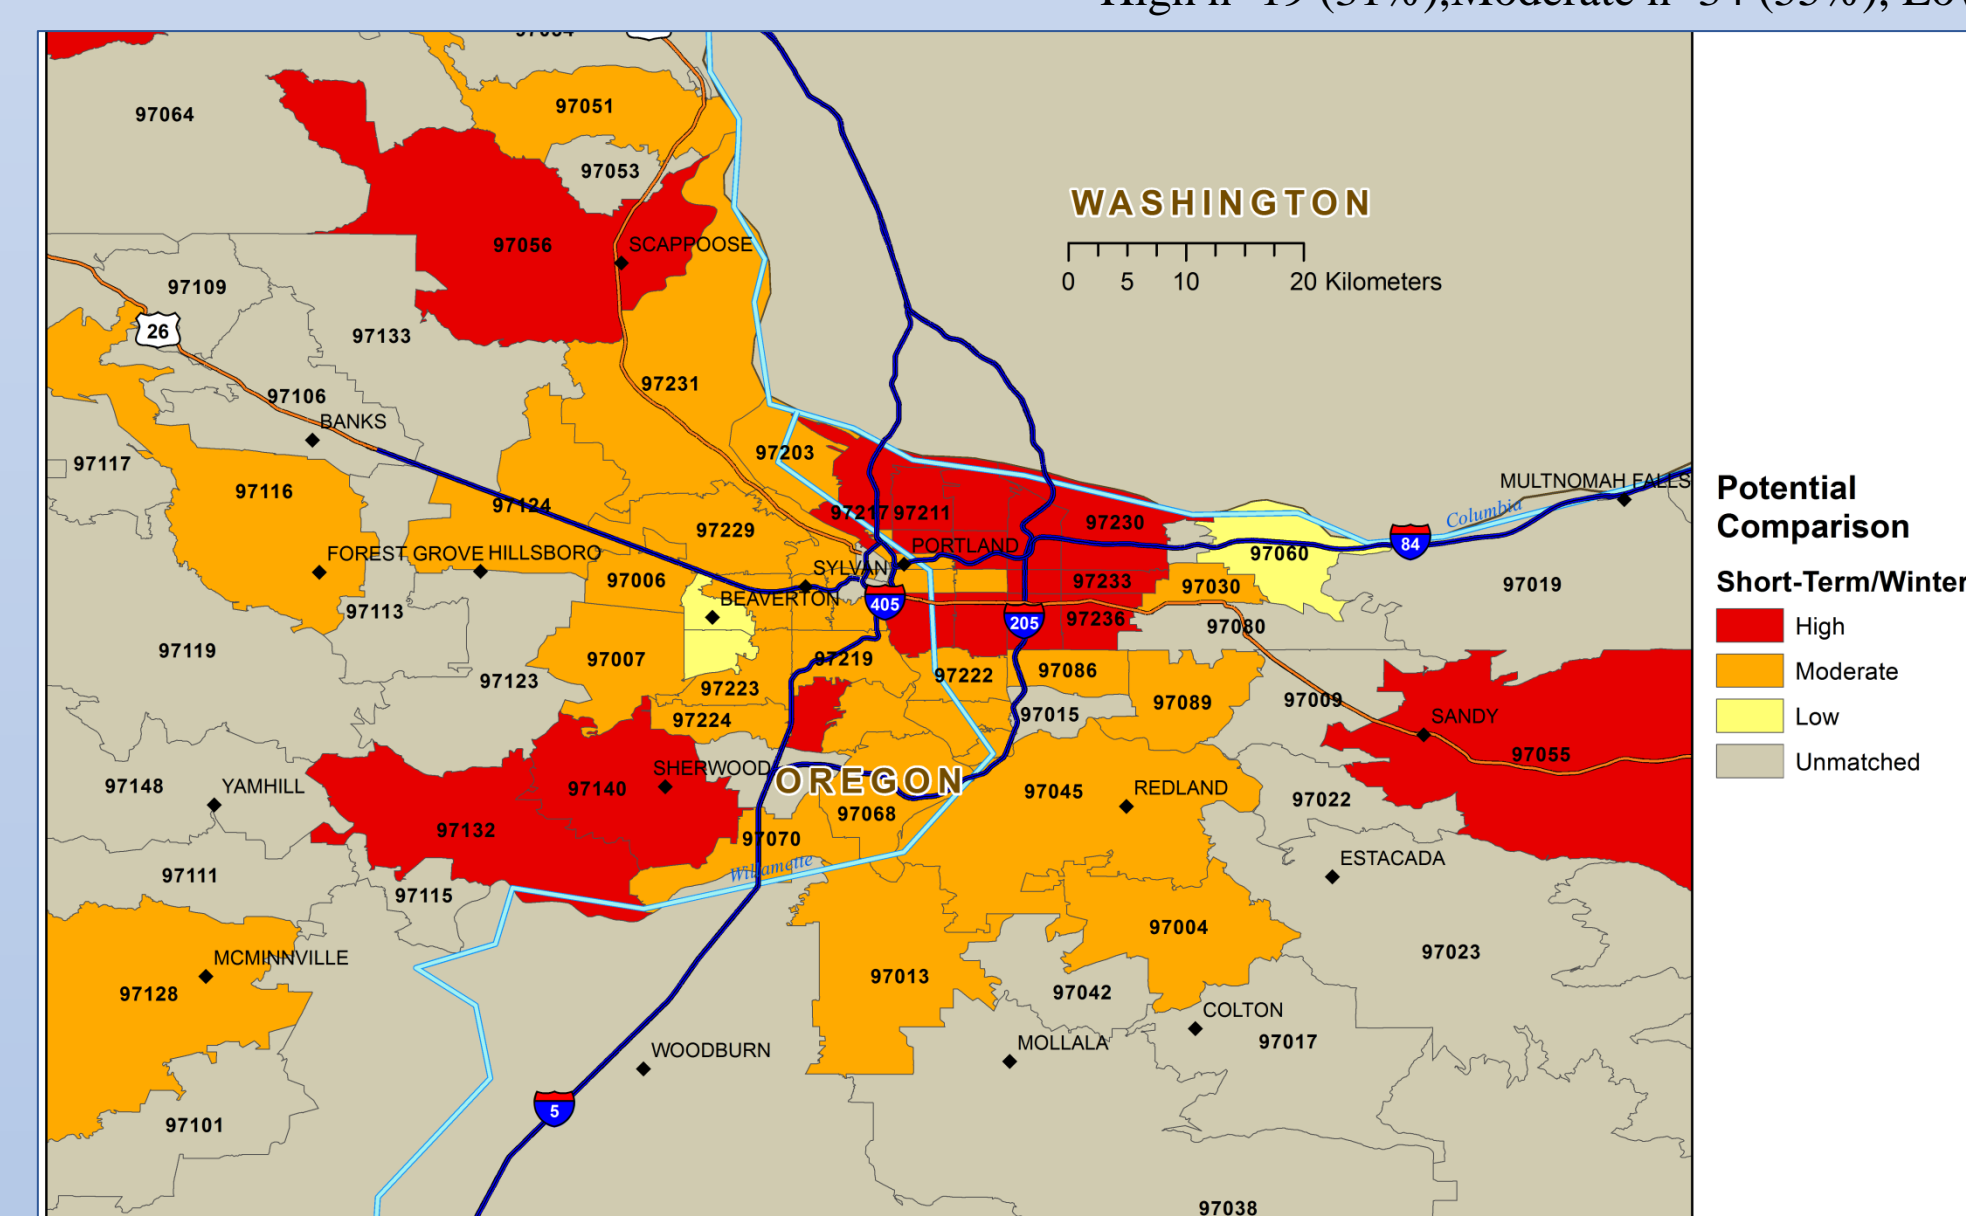 97064
97051
97053
WASHINGTON
97056
SCAPPOOSE
0 5 10 20 Kilometers
97109
26
97133
97231
97106
BANKS
97203
97117
97116
97124
97217 97211
97230
MULTNOMAH FALLS
Columbia
84
97229
PORTLAND
97060
FOREST GROVE HILLSBORO
97006
SYLVAN
97233
97030
97019
BEAVERTON
405
205
97236
97113
97080
97119
97007
97219
97222
97086
97123
97223
97089
97009
97224
97015
SANDY
97055
97148
YAMHILL
SHERWOOD
OREGON
97140
97045
REDLAND
97022
97132
97068
97070
Willamette
ESTACADA
97111
97115
97004
97023
MCMINNVILLE
97128
97013
97042
COLTON
97017
MOLLALA
WOODBURN
5
97101
97038
Potential
Comparison
Short-Term/Winter
High
Moderate
Low
Unmatched